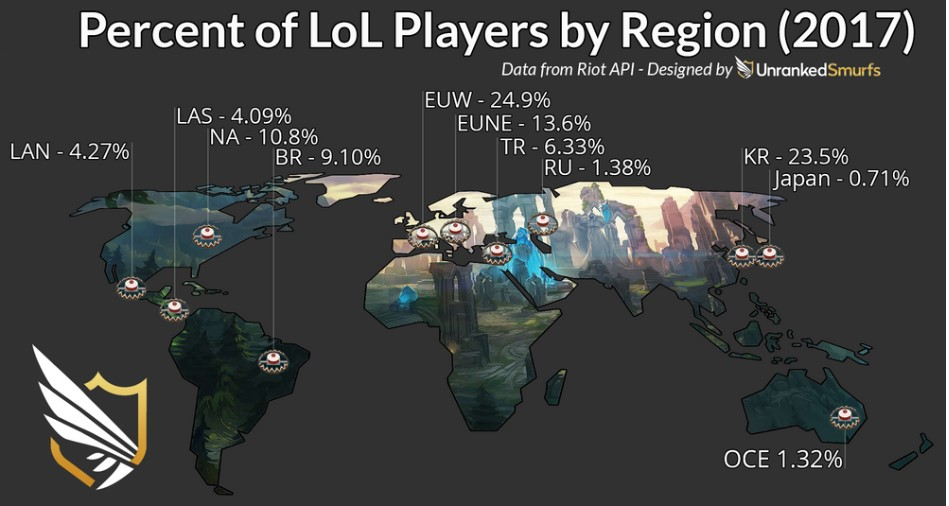 Percent of LoL Players by Region (2017)
Data from Riot API - Designed by UnrankedSmurfs
EUW - 24.9%
LAS - 4.09%
EUNE - 13.6%
NA - 10.8%
TR - 6.33%
LAN - 4.27%
BR - 9.10%
RU - 1.38%
KR - 23.5%
Japan - 0.71%
OCE 1.32%